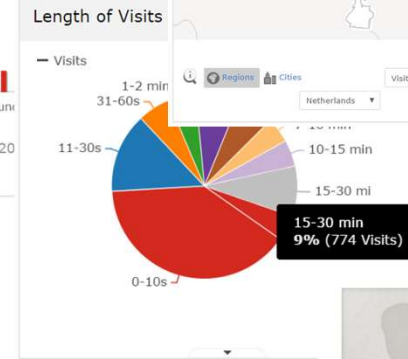 Length of Visits
Visits
Regions
Cities
Netherlands
1-2 min
31-60s
11-30s
20
10-15 min
15-30 mi
15-30 min
9% (774 Visits)
0-10s